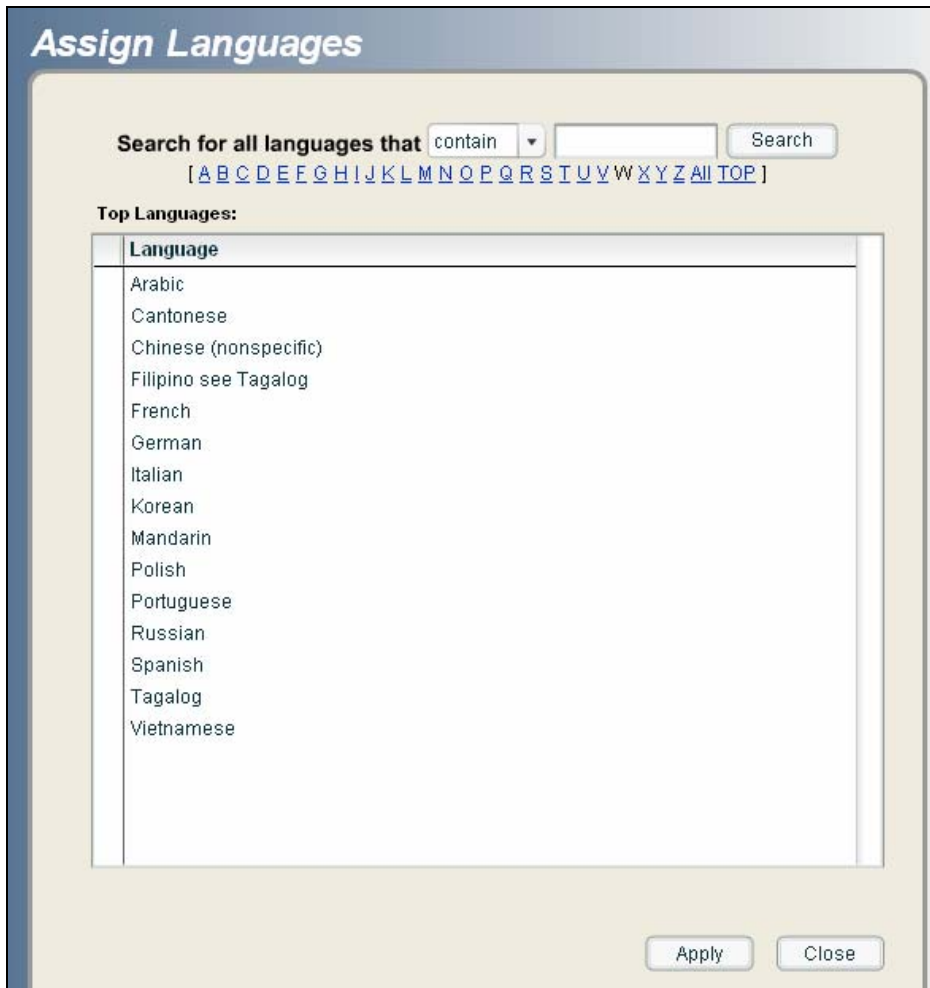 Assign Languages
Search for all languages that contain Search
[ A B C D E F G H I J K L M N O P Q R S T U V W X Y Z All TOP ]
Top Languages:
Language
Arabic
Cantonese
Chinese (nonspecific)
Filipino see Tagalog
French
German
Italian
Korean
Mandarin
Polish
Portuguese
Russian
Spanish
Tagalog
Vietnamese
Apply Close